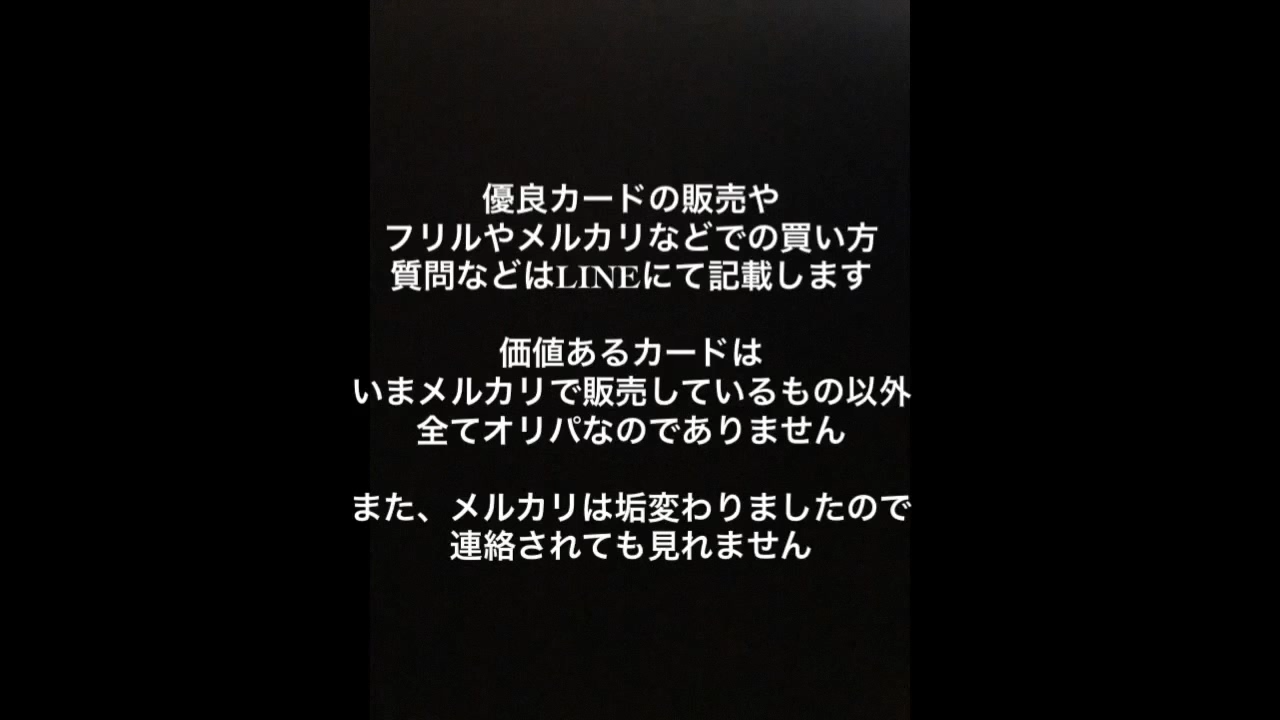 優良カードの販売や
フリルやメルカリなどでの買い方
質問などはLINEにて記載します
価値あるカードは
いまメルカリで販売しているもの以外
全てオリパなのでありません
また、メルカリは垢変わりましたので
連絡されても見れません